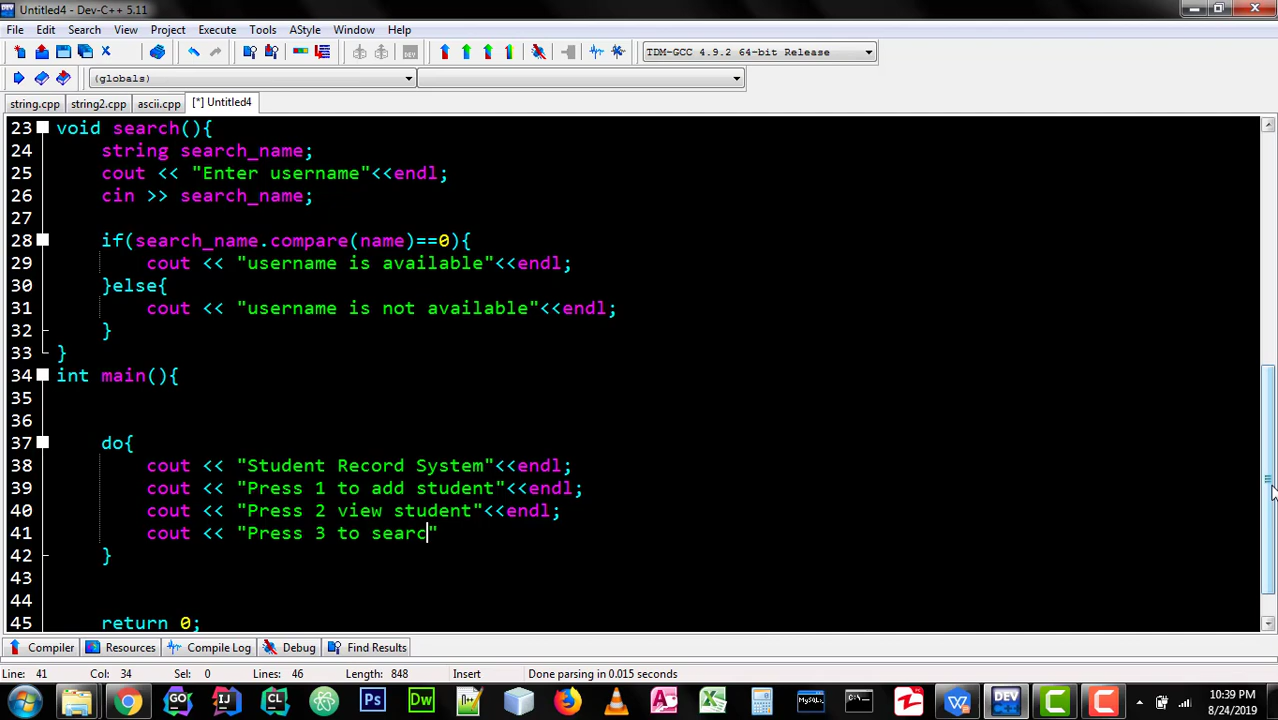 Untitled4 - Dev-C++ 5.11
File Edit Search View Project Execute Tools AStyle Window Help
TDM-GCC 4.9.2 64-bit Release
(globals)
string.cpp string2.cpp ascii.cpp [*] Untitled4
23 void search(){
24 string search_name;
25 cout << "Enter username"<<endl;
26 cin >> search_name;
27
28 if(search_name.compare(name)==0){
29 cout << "username is available"<<endl;
30 }else{
31 cout << "username is not available"<<endl;
32 }
33 }
34 int main(){
35
36
37 do{
38 cout << "Student Record System"<<endl;
39 cout << "Press 1 to add student"<<endl;
40 cout << "Press 2 view student"<<endl;
41 cout << "Press 3 to searc"
42 }
43
44
45 return 0;
Compiler Resources Compile Log Debug Find Results
Line: 41 Col: 34 Sel: 0 Lines: 46 Length: 848 Insert Done parsing in 0.015 seconds
GO IJ CL Ps Dw DEV
10:39 PM
8/24/2019